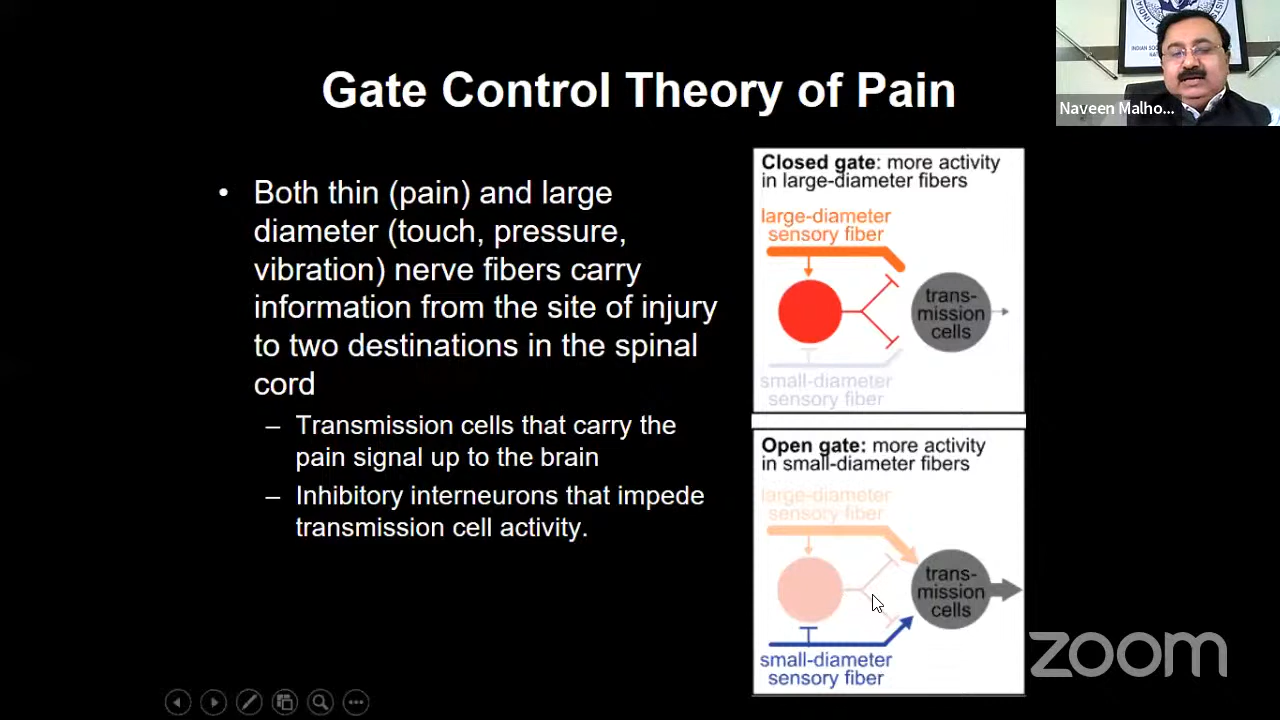 Gate Control Theory of Pain
• Both thin (pain) and large
diameter (touch, pressure,
vibration) nerve fibers carry
information from the site of injury
to two destinations in the spinal
cord
– Transmission cells that carry the
pain signal up to the brain
– Inhibitory interneurons that impede
transmission cell activity.
Closed gate: more activity
in large-diameter fibers
large-diameter
sensory fiber
trans-
mission
cells
small-diameter
sensory fiber
Open gate: more activity
in small-diameter fibers
large-diameter
sensory fiber
trans-
mission
cells
small-diameter
sensory fiber
Naveen Malho...
zoom